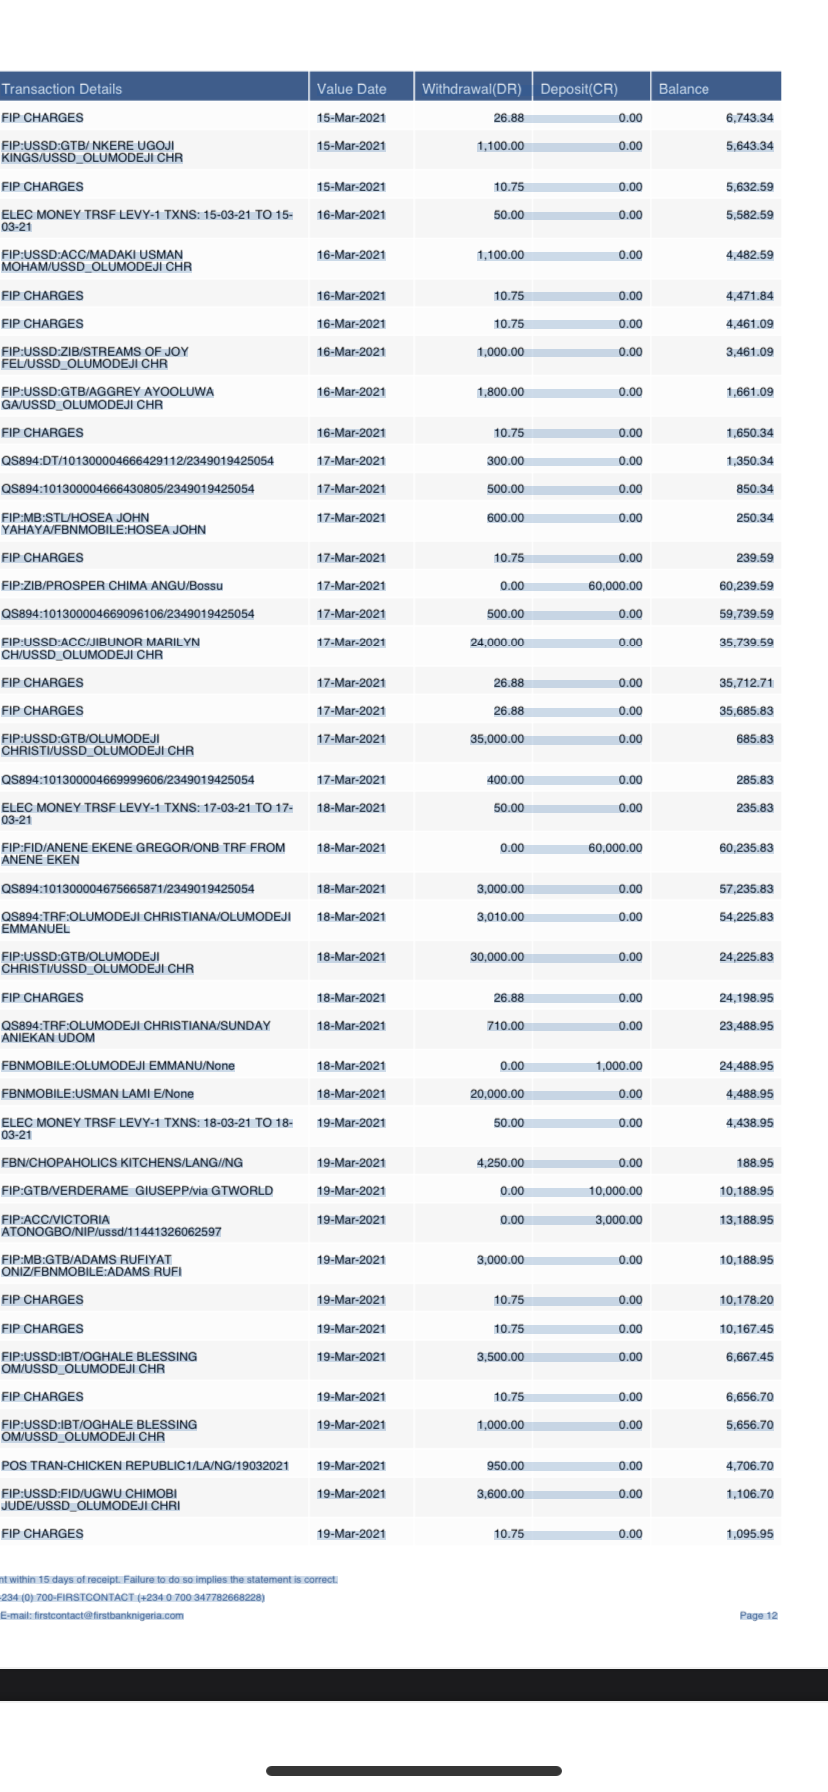 Transaction Details Value Date Withdrawal(DR) Deposit(CR) Balance
FIP CHARGES 15-Mar-2021 26.88 0.00 6,743.34
FIP:USSD:GTB/ NKERE UGOJI 15-Mar-2021 1,100.00 0.00 5,643.34
KINGS/USSD_OLUMODEJI CHR
FIP CHARGES 15-Mar-2021 10.75 0.00 5,632.59
ELEC MONEY TRSF LEVY-1 TXNS: 15-03-21 TO 15- 16-Mar-2021 50.00 0.00 5,582.59
03-21
FIP:USSD:ACC/MADAKI USMAN 16-Mar-2021 1,100.00 0.00 4,482.59
MOHAM/USSD_OLUMODEJI CHR
FIP CHARGES 16-Mar-2021 10.75 0.00 4,471.84
FIP CHARGES 16-Mar-2021 10.75 0.00 4,461.09
FIP:USSD:ZIB/STREAMS OF JOY 16-Mar-2021 1,000.00 0.00 3,461.09
FEL/USSD_OLUMODEJI CHR
FIP:USSD:GTB/AGGREY AYOOLUWA 16-Mar-2021 1,800.00 0.00 1,661.09
GA/USSD_OLUMODEJI CHR
FIP CHARGES 16-Mar-2021 10.75 0.00 1,650.34
QS894:DT/101300004666429112/2349019425054 17-Mar-2021 300.00 0.00 1,350.34
QS894:101300004666430805/2349019425054 17-Mar-2021 500.00 0.00 850.34
FIP:MB:STL/HOSEA JOHN 17-Mar-2021 600.00 0.00 250.34
YAHAYA/FBNMOBILE:HOSEA JOHN
FIP CHARGES 17-Mar-2021 10.75 0.00 239.59
FIP:ZIB/PROSPER CHIMA ANGU/Bossu 17-Mar-2021 0.00 60,000.00 60,239.59
QS894:101300004669096106/2349019425054 17-Mar-2021 500.00 0.00 59,739.59
FIP:USSD:ACC/JIBUNOR MARILYN 17-Mar-2021 24,000.00 0.00 35,739.59
CH/USSD_OLUMODEJI CHR
FIP CHARGES 17-Mar-2021 26.88 0.00 35,712.71
FIP CHARGES 17-Mar-2021 26.88 0.00 35,685.83
FIP:USSD:GTB/OLUMODEJI 17-Mar-2021 35,000.00 0.00 685.83
CHRISTI/USSD_OLUMODEJI CHR
QS894:101300004669999606/2349019425054 17-Mar-2021 400.00 0.00 285.83
ELEC MONEY TRSF LEVY-1 TXNS: 17-03-21 TO 17- 18-Mar-2021 50.00 0.00 235.83
03-21
FIP:FID/ANENE EKENE GREGOR/ONB TRF FROM 18-Mar-2021 0.00 60,000.00 60,235.83
ANENE EKEN
QS894:101300004675665871/2349019425054 18-Mar-2021 3,000.00 0.00 57,235.83
QS894:TRF:OLUMODEJI CHRISTIANA/OLUMODEJI 18-Mar-2021 3,010.00 0.00 54,225.83
EMMANUEL
FIP:USSD:GTB/OLUMODEJI 18-Mar-2021 30,000.00 0.00 24,225.83
CHRISTI/USSD_OLUMODEJI CHR
FIP CHARGES 18-Mar-2021 26.88 0.00 24,198.95
QS894:TRF:OLUMODEJI CHRISTIANA/SUNDAY 18-Mar-2021 710.00 0.00 23,488.95
ANIEKAN UDOM
FBNMOBILE:OLUMODEJI EMMANU/None 18-Mar-2021 0.00 1,000.00 24,488.95
FBNMOBILE:USMAN LAMI E/None 18-Mar-2021 20,000.00 0.00 4,488.95
ELEC MONEY TRSF LEVY-1 TXNS: 18-03-21 TO 18- 19-Mar-2021 50.00 0.00 4,438.95
03-21
FBN/CHOPAHOLICS KITCHENS/LANG//NG 19-Mar-2021 4,250.00 0.00 188.95
FIP:GTB/VERDERAME GIUSEPP/via GTWORLD 19-Mar-2021 0.00 10,000.00 10,188.95
FIP:ACC/VICTORIA 19-Mar-2021 0.00 3,000.00 13,188.95
ATONOGBO/NIP/ussd/11441326062597
FIP:MB:GTB/ADAMS RUFIYAT 19-Mar-2021 3,000.00 0.00 10,188.95
ONIZ/FBNMOBILE:ADAMS RUFI
FIP CHARGES 19-Mar-2021 10.75 0.00 10,178.20
FIP CHARGES 19-Mar-2021 10.75 0.00 10,167.45
FIP:USSD:IBT/OGHALE BLESSING 19-Mar-2021 3,500.00 0.00 6,667.45
OM/USSD_OLUMODEJI CHR
FIP CHARGES 19-Mar-2021 10.75 0.00 6,656.70
FIP:USSD:IBT/OGHALE BLESSING 19-Mar-2021 1,000.00 0.00 5,656.70
OM/USSD_OLUMODEJI CHR
POS TRAN-CHICKEN REPUBLIC1/LA/NG/19032021 19-Mar-2021 950.00 0.00 4,706.70
FIP:USSD:FID/UGWU CHIMOBI 19-Mar-2021 3,600.00 0.00 1,106.70
JUDE/USSD_OLUMODEJI CHRI
FIP CHARGES 19-Mar-2021 10.75 0.00 1,095.95
nt within 15 days of receipt. Failure to do so implies the statement is correct.
-234 (0) 700-FIRSTCONTACT (+234 0 700 347782668228)
E-mail: firstcontact@firstbanknigeria.com Page 12